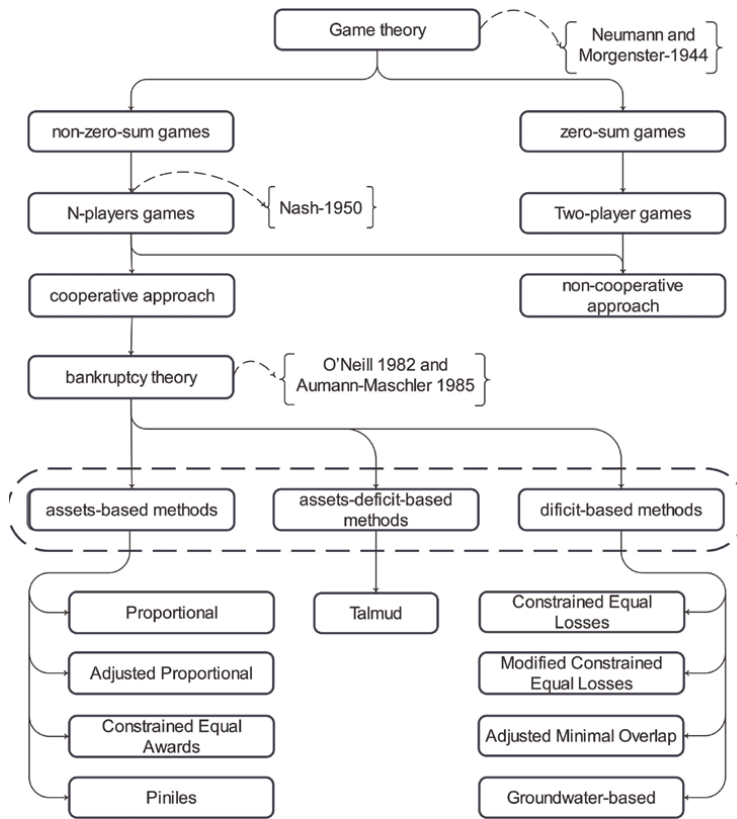 Game theory
Neumann and
Morgenster-1944
non-zero-sum games
zero-sum games
N-players games
Nash-1950
Two-player games
cooperative approach
non-cooperative
approach
bankruptcy theory
O'Neill 1982 and
Aumann-Maschler 1985
assets-based methods
assets-deficit-based
methods
dificit-based methods
Proportional
Talmud
Constrained Equal
Losses
Adjusted Proportional
Modified Constrained
Equal Losses
Constrained Equal
Awards
Adjusted Minimal Overlap
Piniles
Groundwater-based